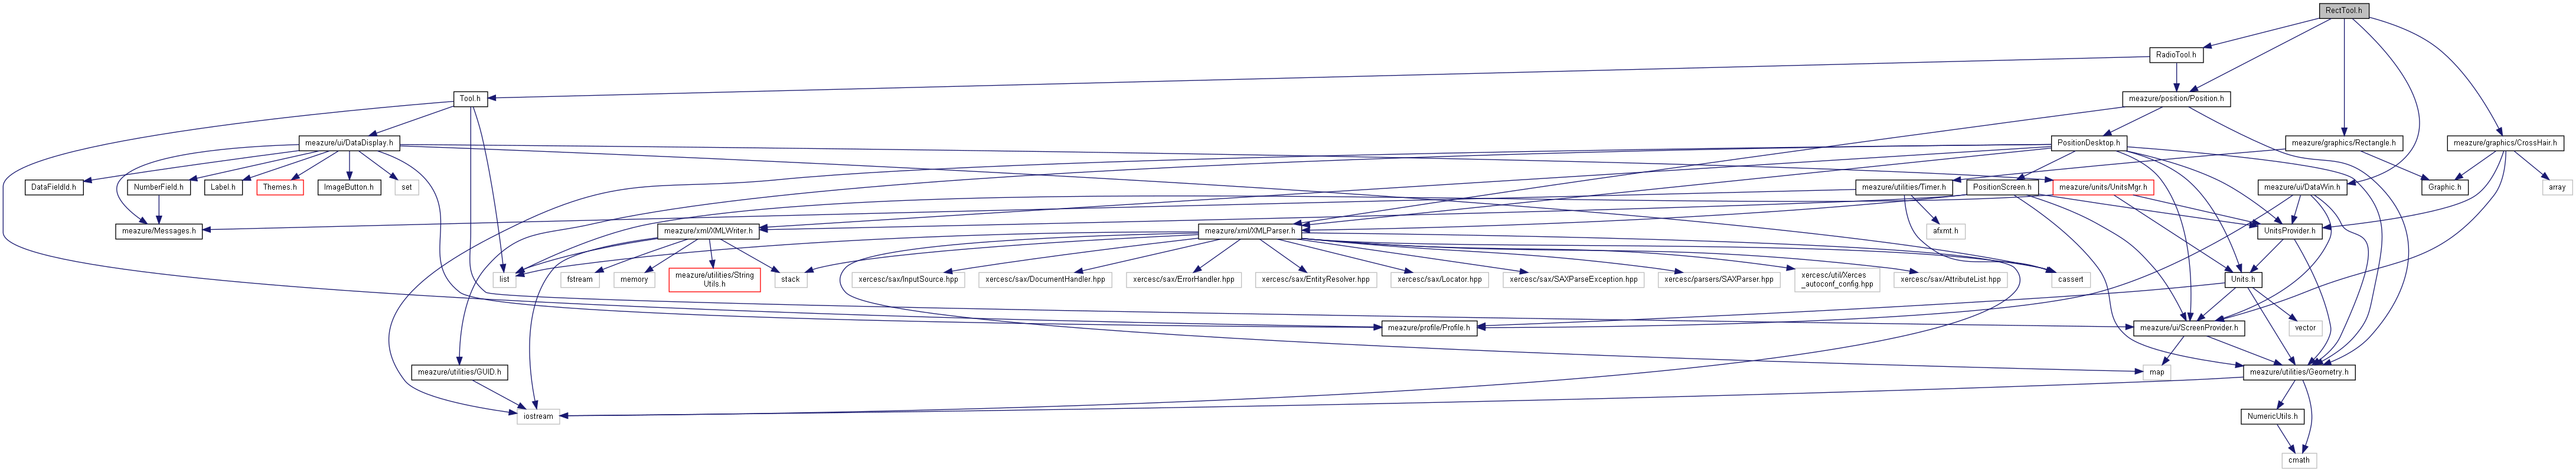 RectTool.h
RadioTool.h
Tool.h
meazure/position/Position.h
meazure/ui/DataDisplay.h
PositionDesktop.h
meazure/graphics/Rectangle.h
meazure/graphics/CrossHair.h
DataFieldId.h
NumberField.h
Label.h
Themes.h
ImageButton.h
set
meazure/utilities/Timer.h
PositionScreen.h
meazure/units/UnitsMgr.h
meazure/ui/DataWin.h
Graphic.h
array
meazure/Messages.h
meazure/xml/XMLWriter.h
meazure/xml/XMLParser.h
afxmt.h
UnitsProvider.h
list
fstream
memory
meazure/utilities/String
Utils.h
stack
xercesc/sax/InputSource.hpp
xercesc/sax/DocumentHandler.hpp
xercesc/sax/ErrorHandler.hpp
xercesc/sax/EntityResolver.hpp
xercesc/sax/Locator.hpp
xercesc/sax/SAXParseException.hpp
xercesc/parsers/SAXParser.hpp
xercesc/util/Xerces
_autoconf_config.hpp
xercesc/sax/AttributeList.hpp
cassert
Units.h
meazure/profile/Profile.h
meazure/ui/ScreenProvider.h
vector
meazure/utilities/GUID.h
map
meazure/utilities/Geometry.h
iostream
NumericUtils.h
cmath